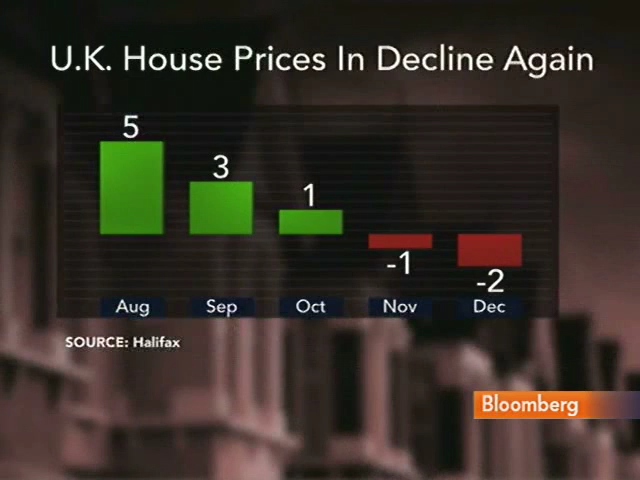 U.K. House Prices In Decline Again
5
3
1
-1
-2
Aug Sep Oct Nov Dec
SOURCE: Halifax
Bloomberg